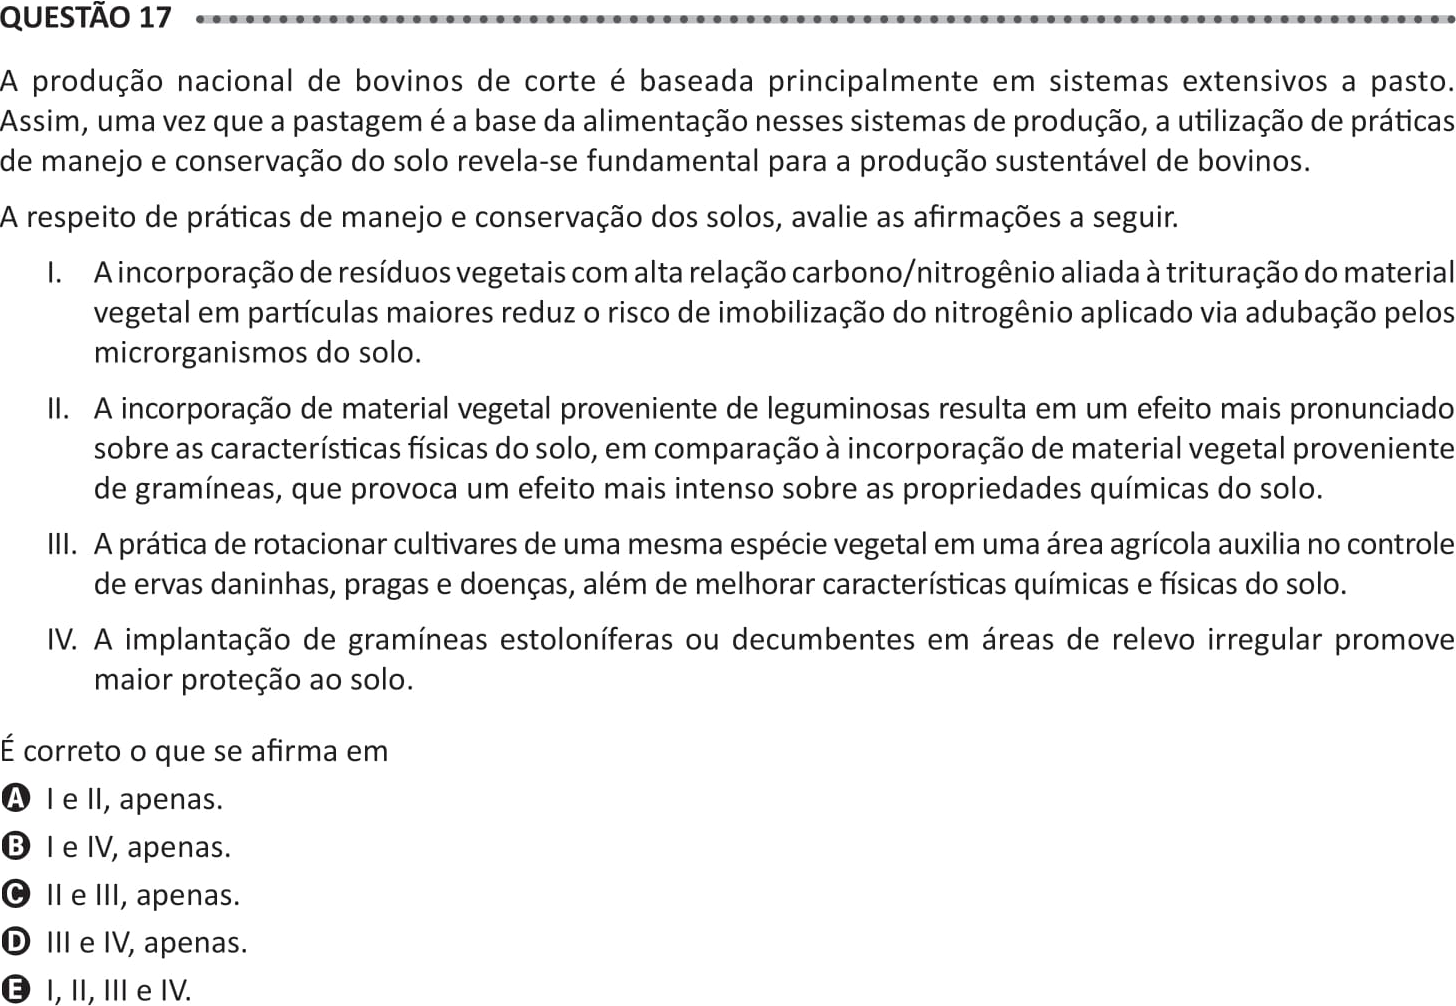 QUESTÃO 17
A produção nacional de bovinos de corte é baseada principalmente em sistemas extensivos a pasto.
Assim, uma vez que a pastagem é a base da alimentação nesses sistemas de produção, a utilização de práticas
de manejo e conservação do solo revela-se fundamental para a produção sustentável de bovinos.
A respeito de práticas de manejo e conservação dos solos, avalie as afirmações a seguir.
I. A incorporação de resíduos vegetais com alta relação carbono/nitrogênio aliada à trituração do material
vegetal em partículas maiores reduz o risco de imobilização do nitrogênio aplicado via adubação pelos
microrganismos do solo.
II. A incorporação de material vegetal proveniente de leguminosas resulta em um efeito mais pronunciado
sobre as características físicas do solo, em comparação à incorporação de material vegetal proveniente
de gramíneas, que provoca um efeito mais intenso sobre as propriedades químicas do solo.
III. A prática de rotacionar cultivares de uma mesma espécie vegetal em uma área agrícola auxilia no controle
de ervas daninhas, pragas e doenças, além de melhorar características químicas e físicas do solo.
IV. A implantação de gramíneas estoloníferas ou decumbentes em áreas de relevo irregular promove
maior proteção ao solo.
É correto o que se afirma em
A I e II, apenas.
B I e IV, apenas.
C II e III, apenas.
D III e IV, apenas.
E I, II, III e IV.